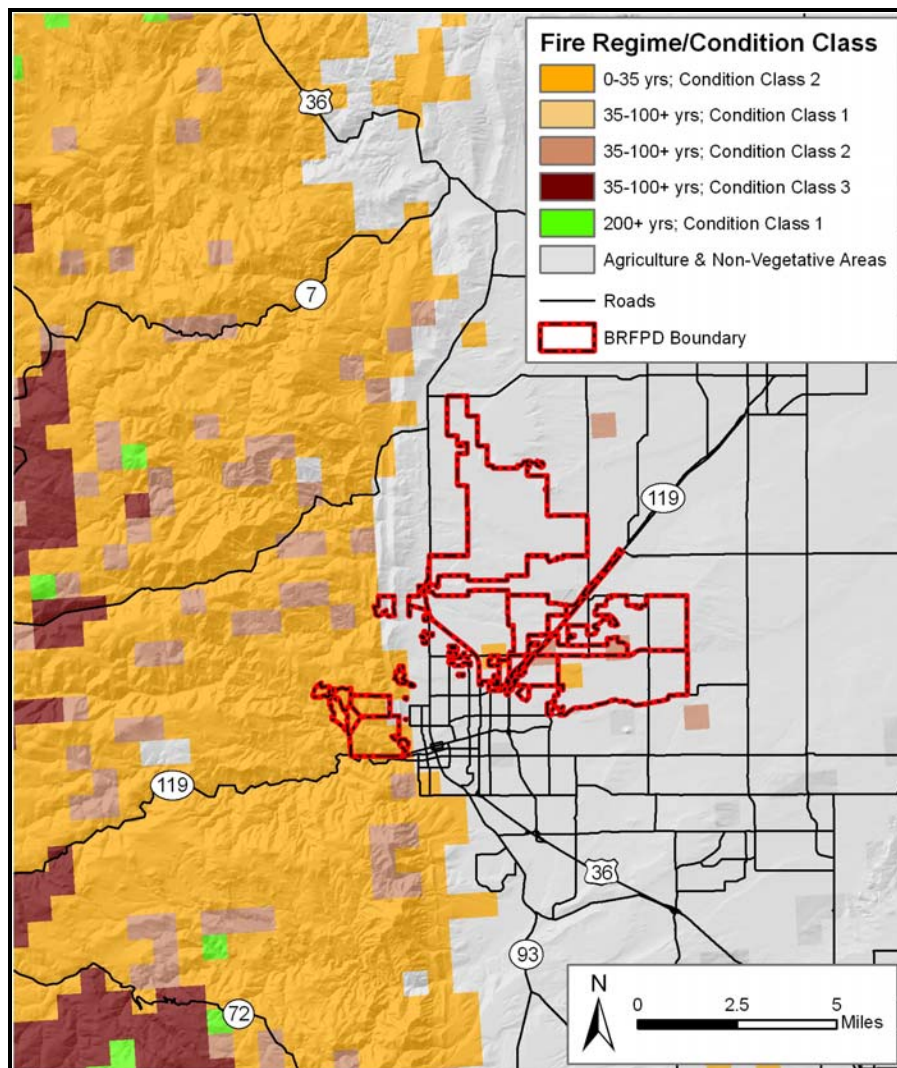 Fire Regime/Condition Class
0-35 yrs; Condition Class 2
35-100+ yrs; Condition Class 1
35-100+ yrs; Condition Class 2
35-100+ yrs; Condition Class 3
200+ yrs; Condition Class 1
Agriculture & Non-Vegetative Areas
Roads
BRFPD Boundary
36
7
119
119
36
93
72
N
0 2.5 5
Miles